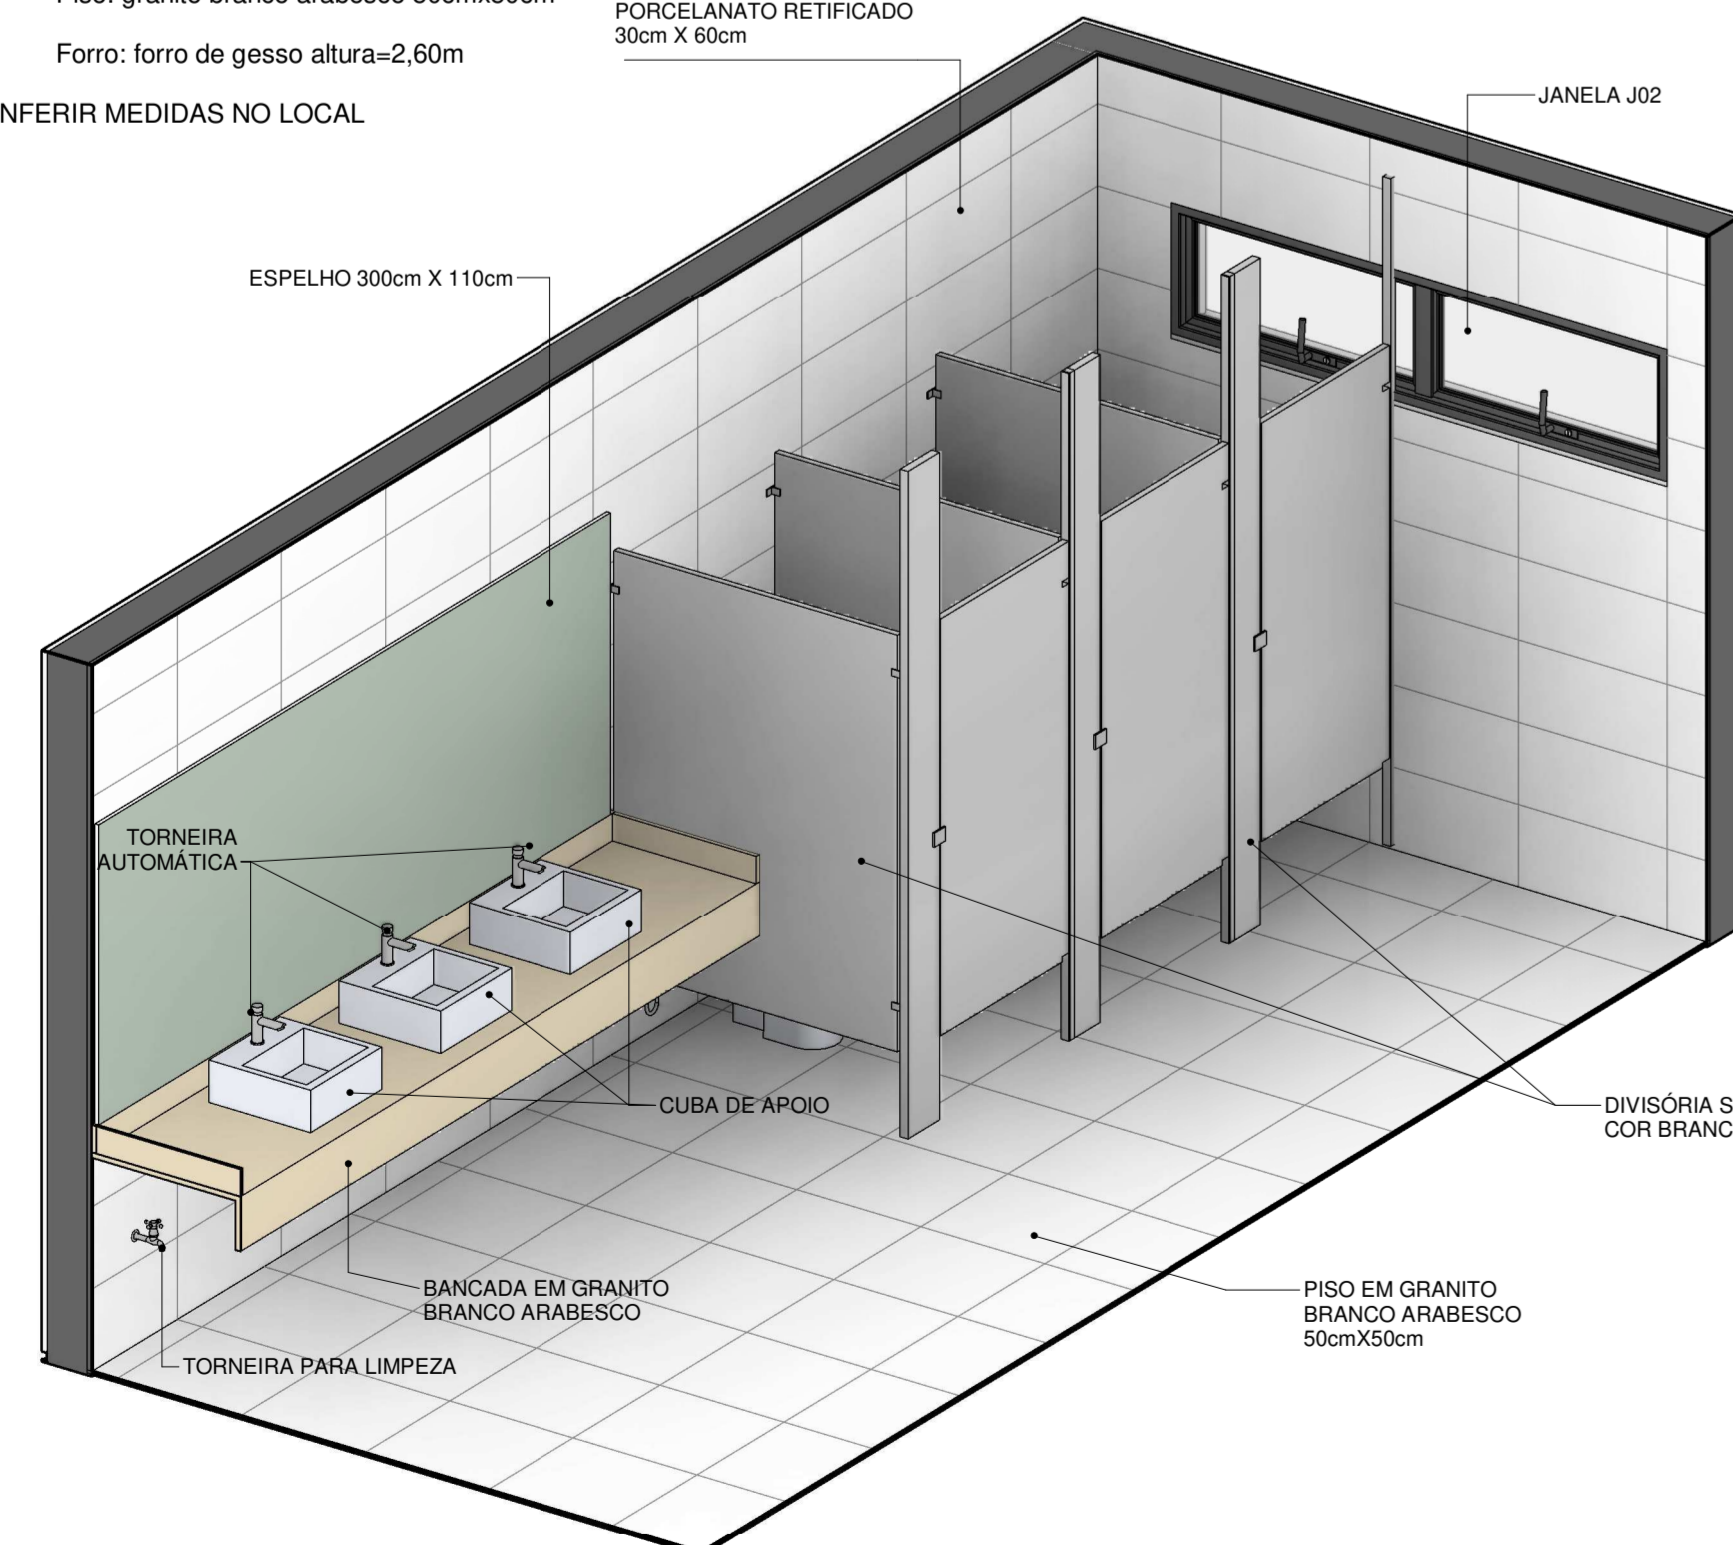 Forro: forro de gesso altura=2,60m
NFERIR MEDIDAS NO LOCAL
PORCELANATO RETIFICADO
30cm X 60cm
JANELA J02
ESPELHO 300cm X 110cm
TORNEIRA
AUTOMÁTICA
CUBA DE APOIO
DIVISÓRIA S
COR BRANC
BANCADA EM GRANITO
BRANCO ARABESCO
PISO EM GRANITO
BRANCO ARABESCO
50cmX50cm
TORNEIRA PARA LIMPEZA